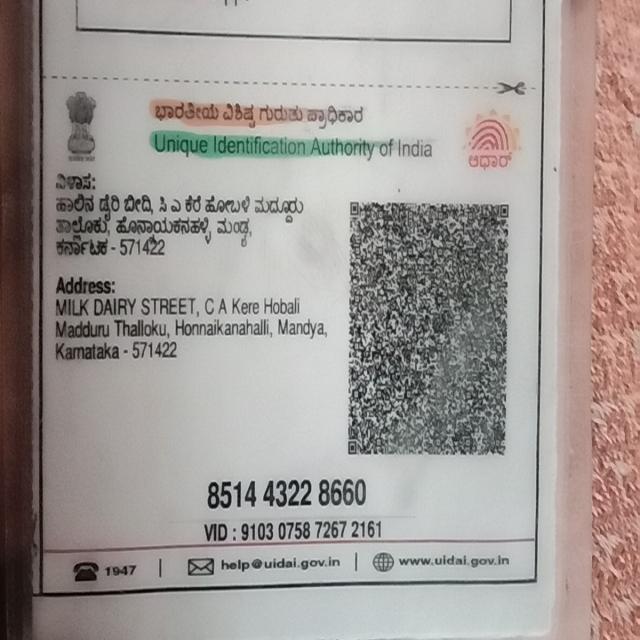 ಭಾರತೀಯ ವಿಶಿಷ್ಟ ಗುರುತು ಪ್ರಾಧಿಕಾರ
Unique Identification Authority of India
ಆಧಾರ್
ವಿಳಾಸ:
ಹಾಲಿನ ಡೈರಿ ಬೀದಿ, ಸಿ ಎ ಕೆರೆ ಹೋಬಳಿ ಮದ್ದೂರು
ತಾಲ್ಲೋಕು, ಹೊನ್ನಾಯಕನಹಳ್ಳಿ, ಮಂಡ್ಯ,
ಕರ್ನಾಟಕ - 571422
Address:
MILK DAIRY STREET, C A Kere Hobali
Madduru Thalloku, Honnaikanahalli, Mandya,
Karnataka - 571422
8514 4322 8660
VID : 9103 0758 7267 2161
1947 | help@uidai.gov.in | www.uidai.gov.in